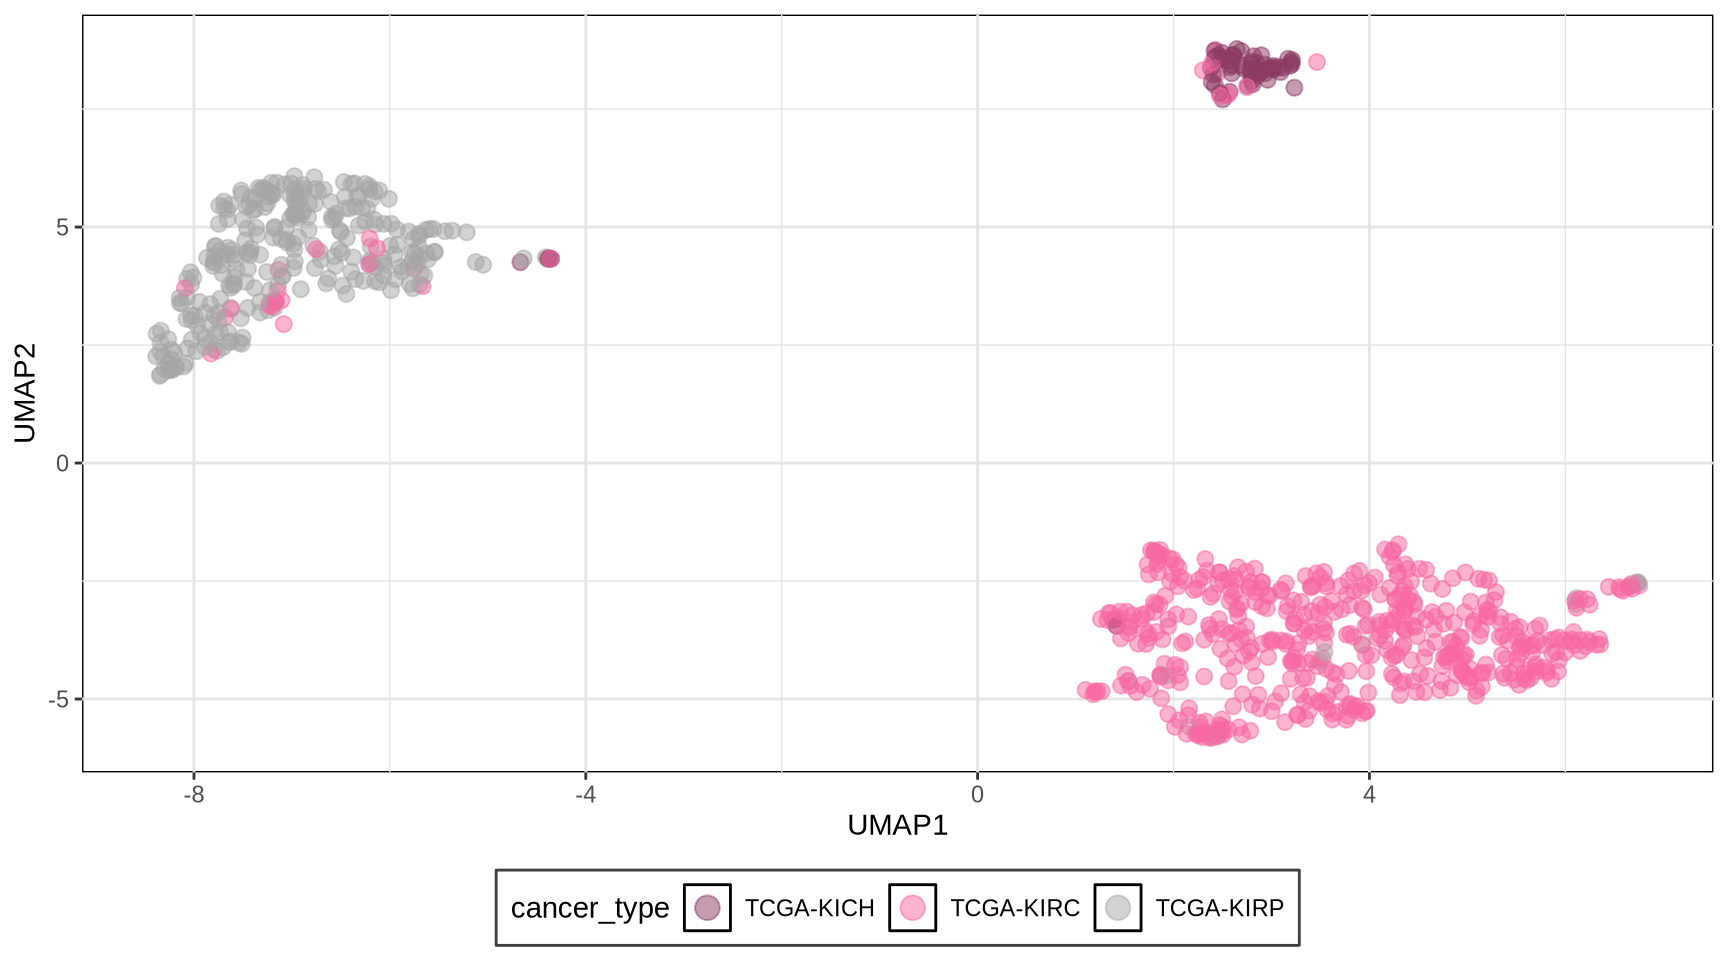 5
0
-5
UMAP2
-8 -4 0 4
UMAP1
cancer_type TCGA-KICH TCGA-KIRC TCGA-KIRP